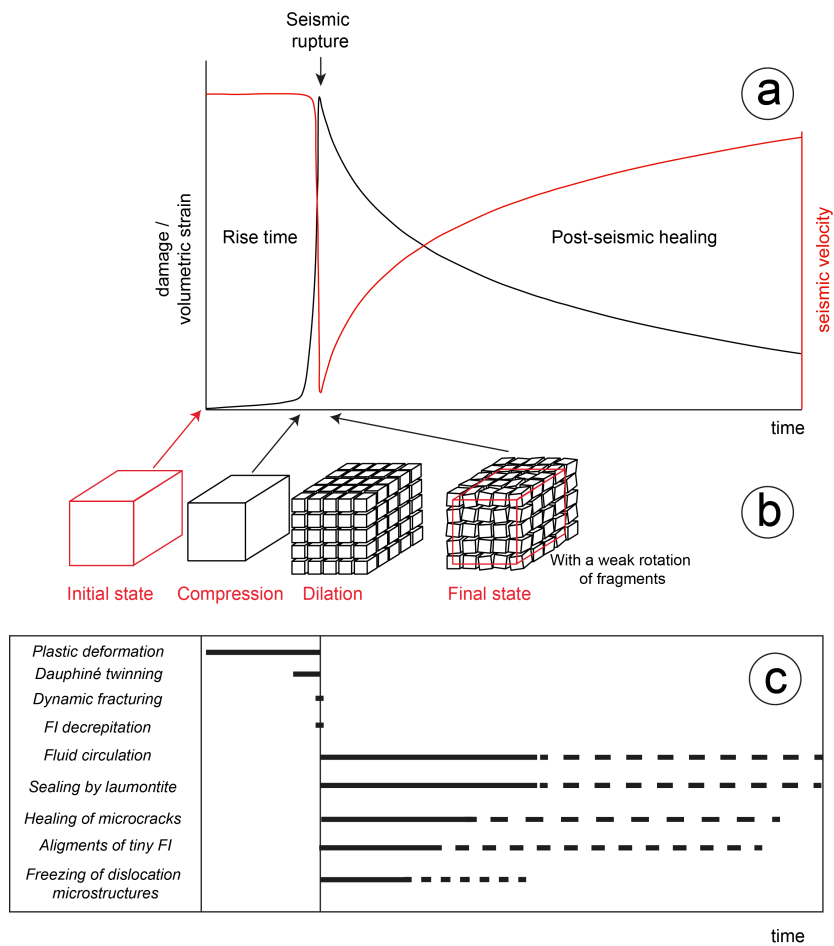 Seismic
rupture
a
damage /
volumetric strain
Rise time
Post-seismic healing
seismic velocity
time
b
With a weak rotation
of fragments
Initial state
Compression
Dilation
Final state
c
Plastic deformation
Dauphiné twinning
Dynamic fracturing
FI decrepitation
Fluid circulation
Sealing by laumontite
Healing of microcracks
Aligments of tiny FI
Freezing of dislocation
microstructures
time